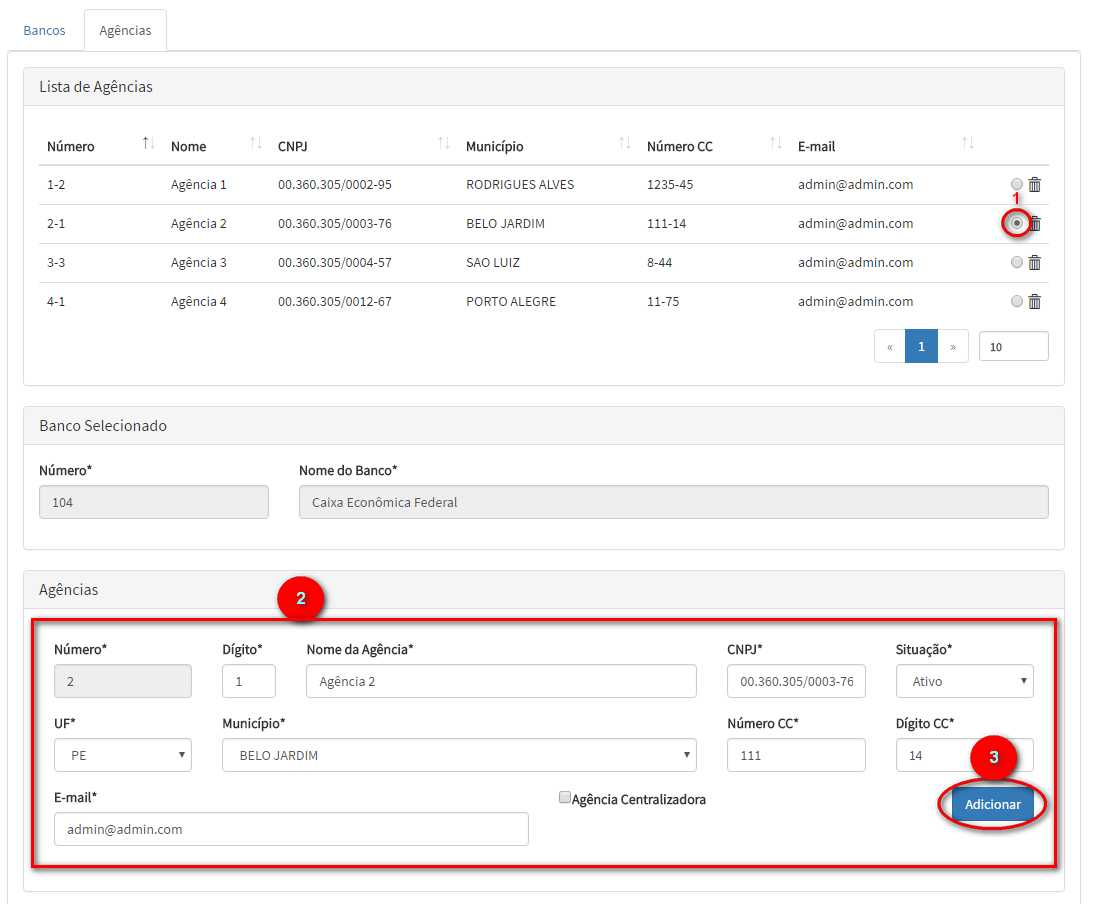 Bancos Agências
Lista de Agências
Número Nome CNPJ Município Número CC E-mail
1-2 Agência 1 00.360.305/0002-95 RODRIGUES ALVES 1235-45 admin@admin.com
1
2-1 Agência 2 00.360.305/0003-76 BELO JARDIM 111-14 admin@admin.com
3-3 Agência 3 00.360.305/0004-57 SAO LUIZ 8-44 admin@admin.com
4-1 Agência 4 00.360.305/0012-67 PORTO ALEGRE 11-75 admin@admin.com
« 1 » 10
Banco Selecionado
Número* Nome do Banco*
104 Caixa Econômica Federal
Agências
2
Número* Dígito* Nome da Agência* CNPJ* Situação*
2 1 Agência 2 00.360.305/0003-76 Ativo
UF* Município* Número CC* Dígito CC*
PE BELO JARDIM 111 14
3
E-mail* Agência Centralizadora Adicionar
admin@admin.com